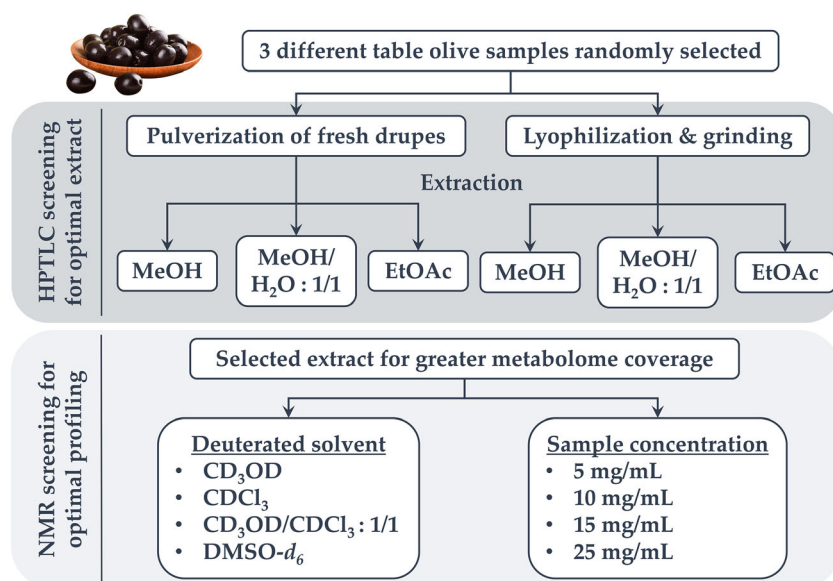 3 different table olive samples randomly selected
HPTLC screening
for optimal extract
Pulverization of fresh drupes
Lyophilization & grinding
Extraction
MeOH
MeOH/
H₂O : 1/1
EtOAc
MeOH
MeOH/
H₂O : 1/1
EtOAc
NMR screening for
optimal profiling
Selected extract for greater metabolome coverage
Deuterated solvent
• CD₃OD
• CDCl₃
• CD₃OD/CDCl₃ : 1/1
• DMSO-d₆
Sample concentration
• 5 mg/mL
• 10 mg/mL
• 15 mg/mL
• 25 mg/mL